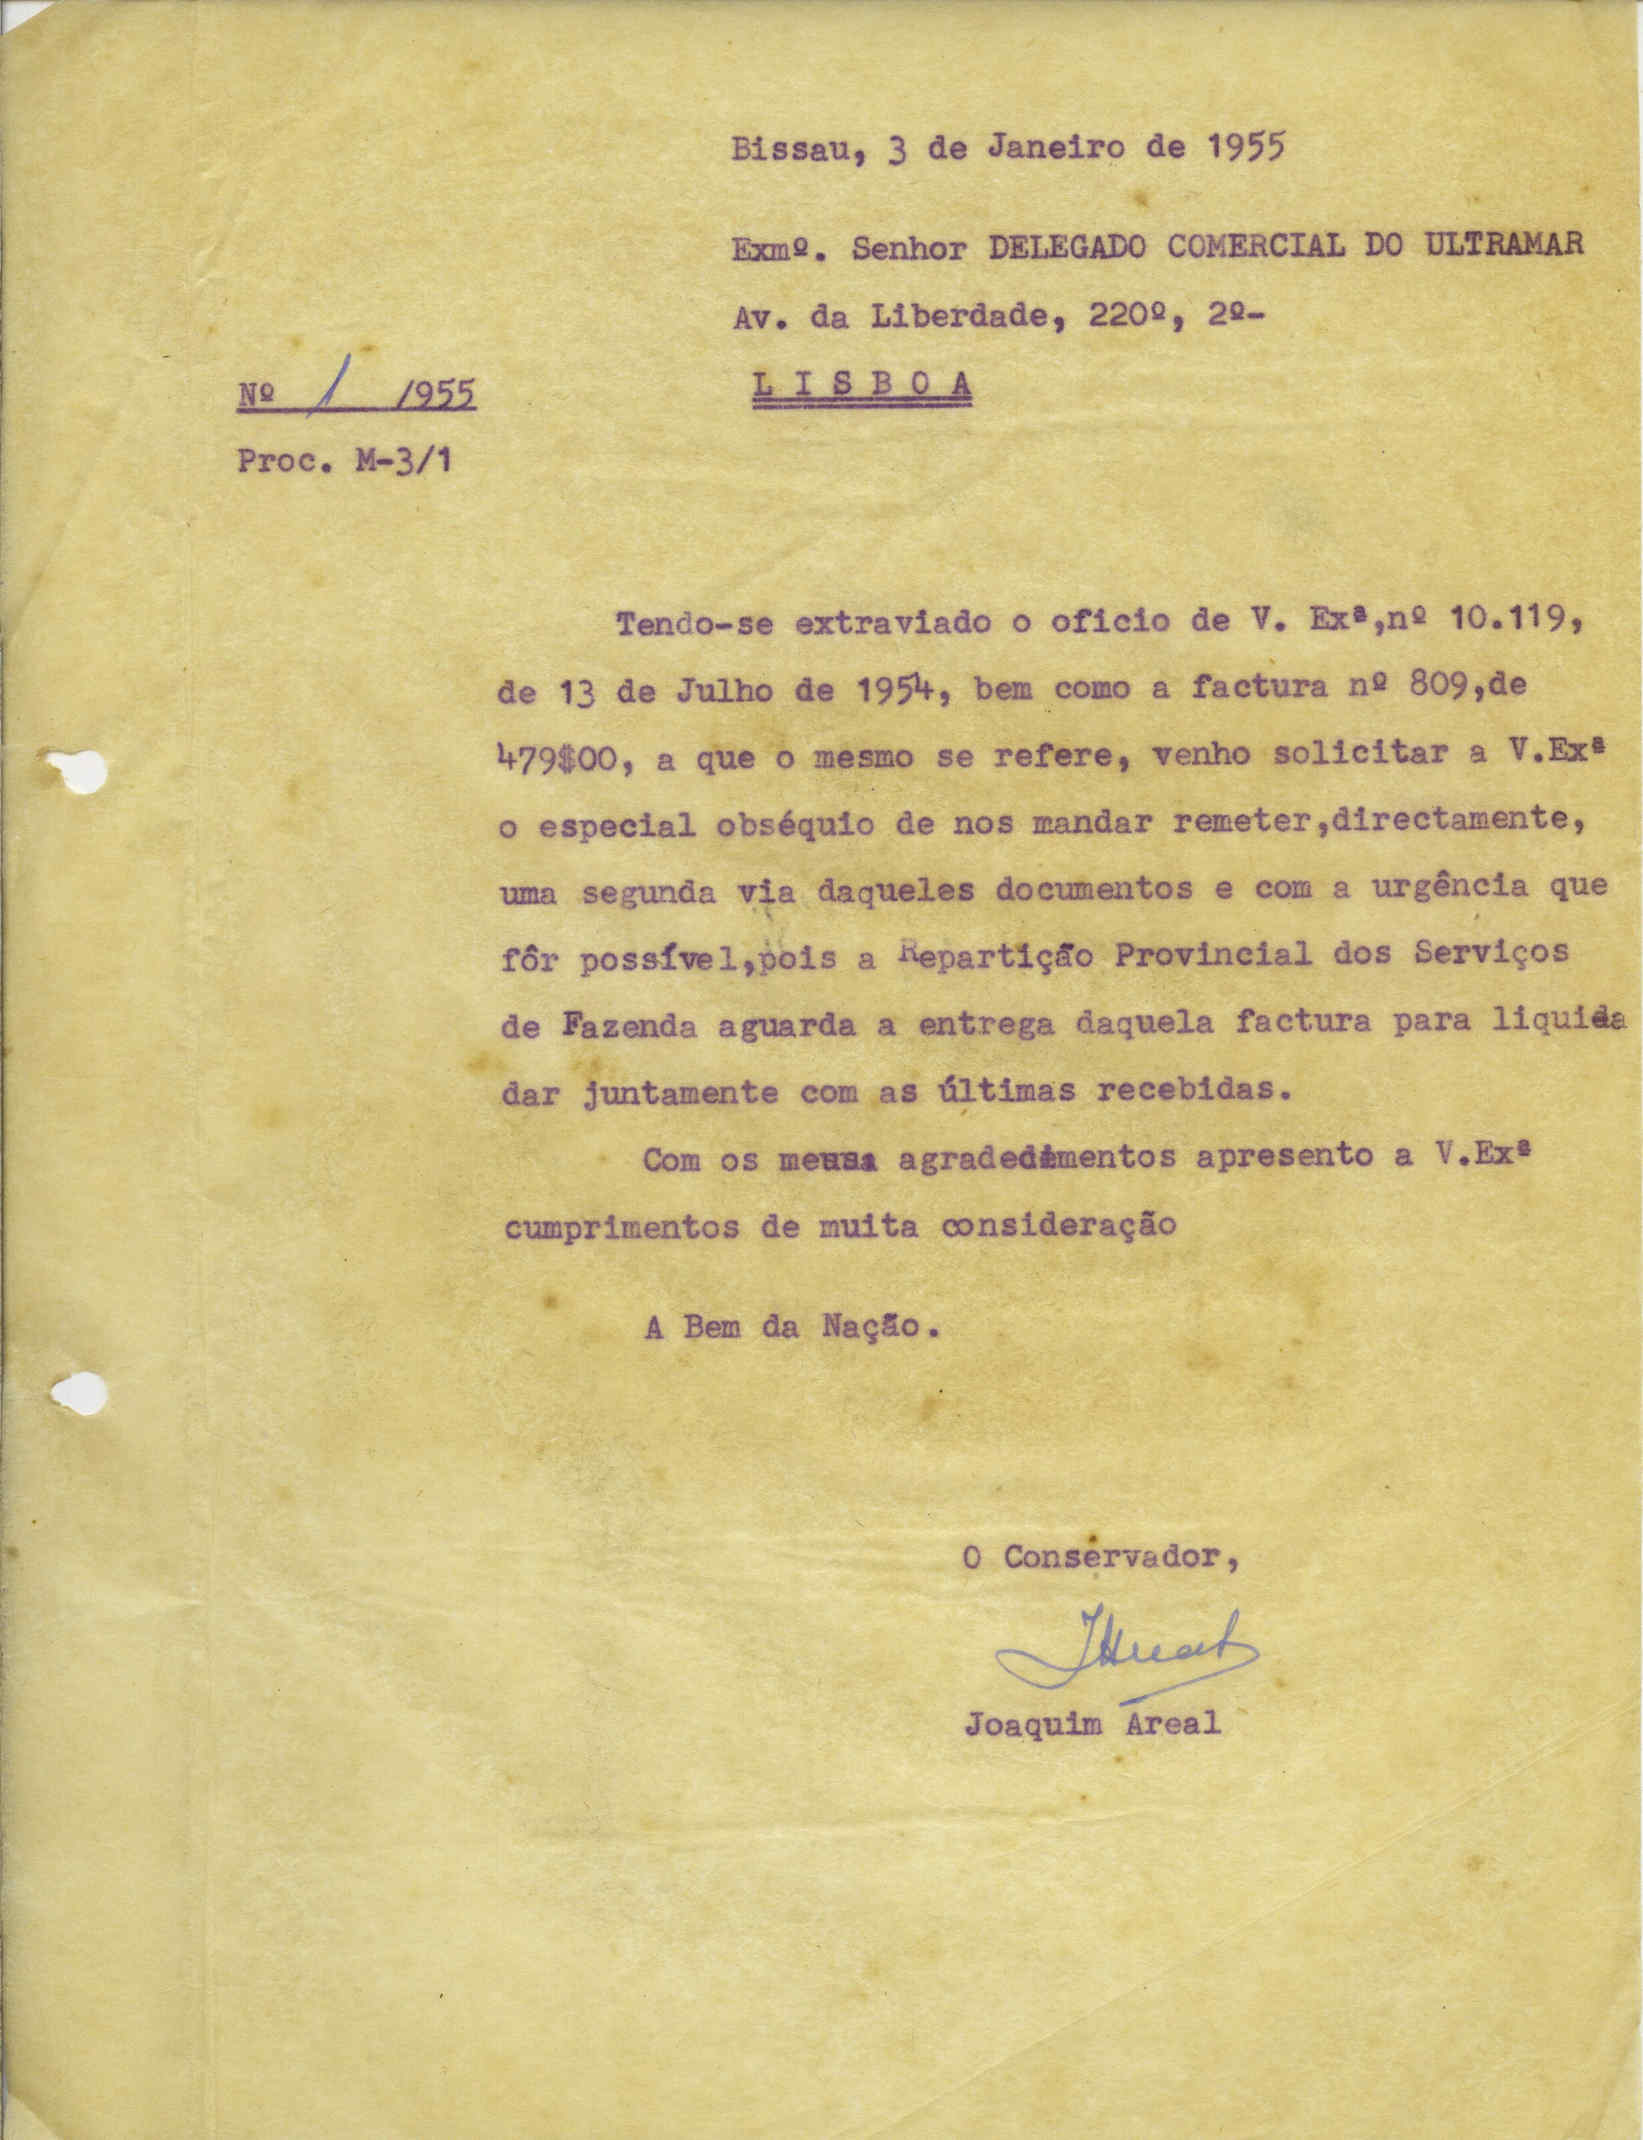 Bissau, 3 de Janeiro de 1955
Exmº. Senhor DELEGADO COMERCIAL DO ULTRAMAR
Av. da Liberdade, 220º, 2º-
L I S B O A
Nº 1 /1955
Proc. M-3/1
Tendo-se extraviado o oficio de V. Exª,nº 10.119,
de 13 de Julho de 1954, bem como a factura nº 809,de
479$00, a que o mesmo se refere, venho solicitar a V.Exª
o especial obséquio de nos mandar remeter,directamente,
uma segunda via daqueles documentos e com a urgência que
fôr possível,pois a Repartição Provincial dos Serviços
de Fazenda aguarda a entrega daquela factura para liquida
dar juntamente com as últimas recebidas.
Com os meus agradedimentos apresento a V.Exª
cumprimentos de muita consideração
A Bem da Nação.
O Conservador,
Joaquim Areal